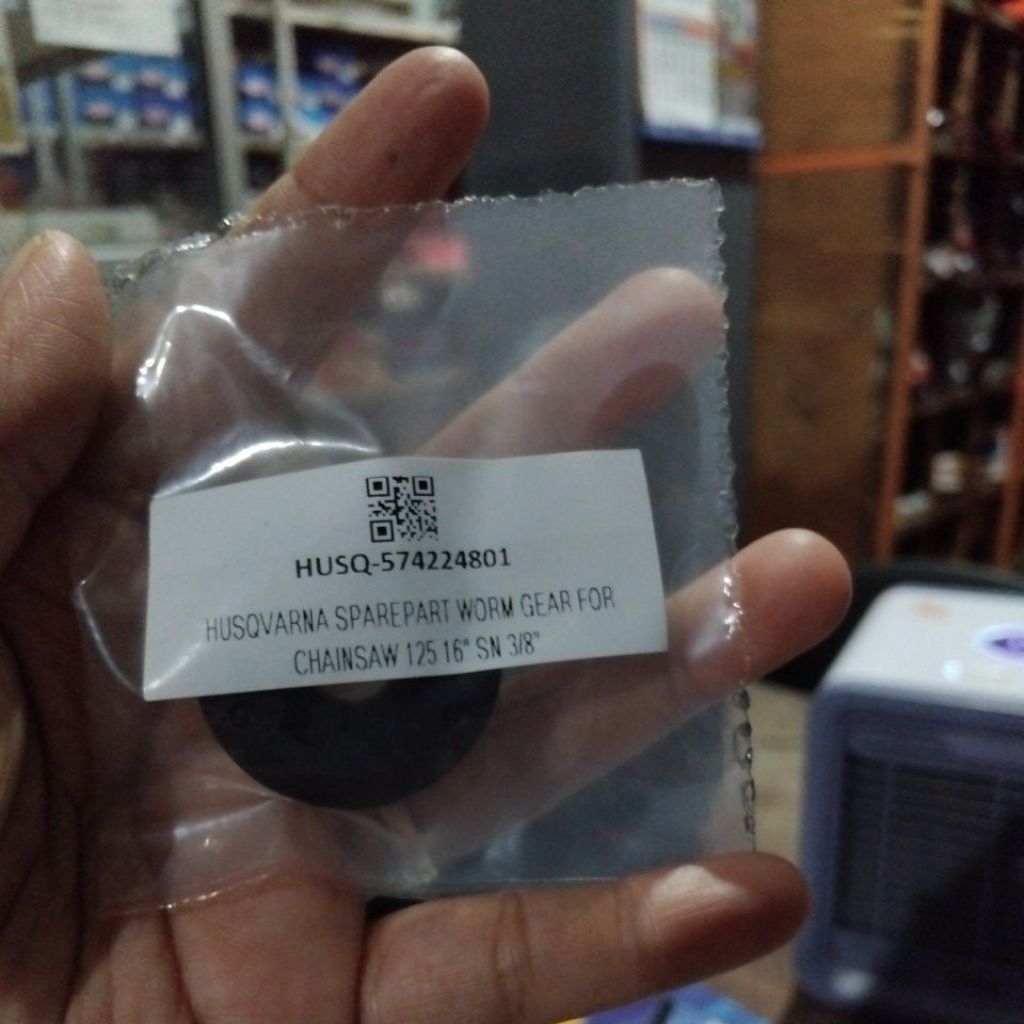 HUSQ-574224801
HUSQVARNA SPAREPART WORM GEAR FOR
CHAINSAW 125 16" SN 3/8"